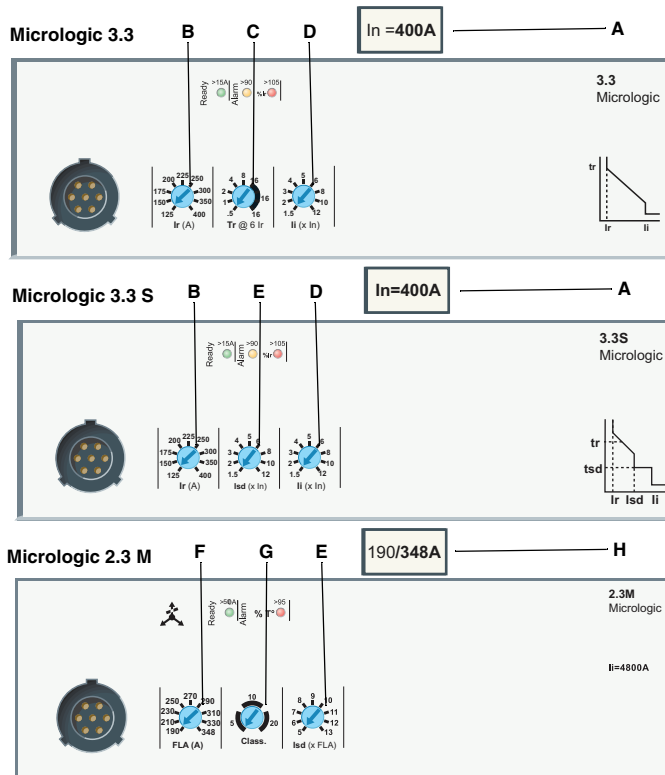 Micrologic 3.3 B C D In =400A A
Ready >15A Alarm >90 %Ir >105
3.3
Micrologic
125 150 175 200 225 250 300 350 400
Ir (A)
.5 1 2 4 8 16 16 16
Tr @ 6 Ir
1.5 2 3 4 5 6 8 10 12
Ii (x In)
tr
Ir Ii
Micrologic 3.3 S B E D In=400A A
Ready >15A Alarm >90 %Ir >105
3.3S
Micrologic
125 150 175 200 225 250 300 350 400
Ir (A)
1.5 2 3 4 5 6 8 10 12
Isd (x In)
1.5 2 3 4 5 6 8 10 12
Ii (x In)
tr
tsd
Ir Isd Ii
Micrologic 2.3 M F G E 190/348A H
Ready >50A Alarm % T° >95
2.3M
Micrologic
Ii=4800A
190 210 230 250 270 290 310 330 348
FLA (A)
5 10 20
Class.
5 6 7 8 9 10 11 12 13
Isd (x FLA)